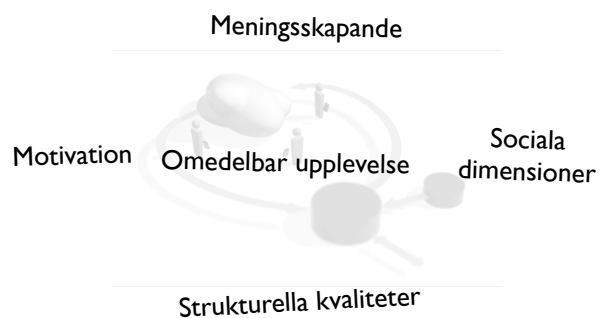 Meningsskapande
Motivation
Omedelbar upplevelse
Sociala
dimensioner
Strukturella kvaliteter